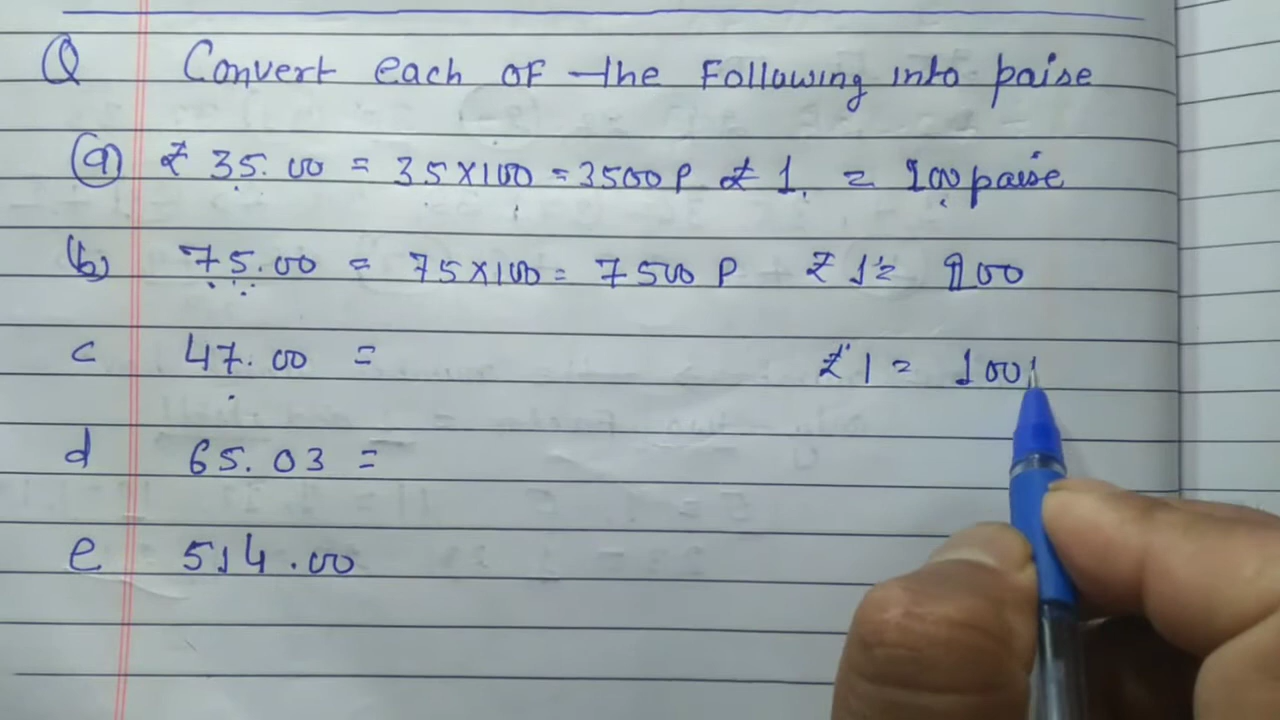 Q Convert each of the Following into paise
(a) ₹ 35.00 = 35×100 = 3500 P ₹ 1. = 100 paise
(b) 75.00 = 75×100 = 7500 P ₹ 1 = 100
c 47.00 = ₹ 1 = 100
d 65.03 =
e 514.00